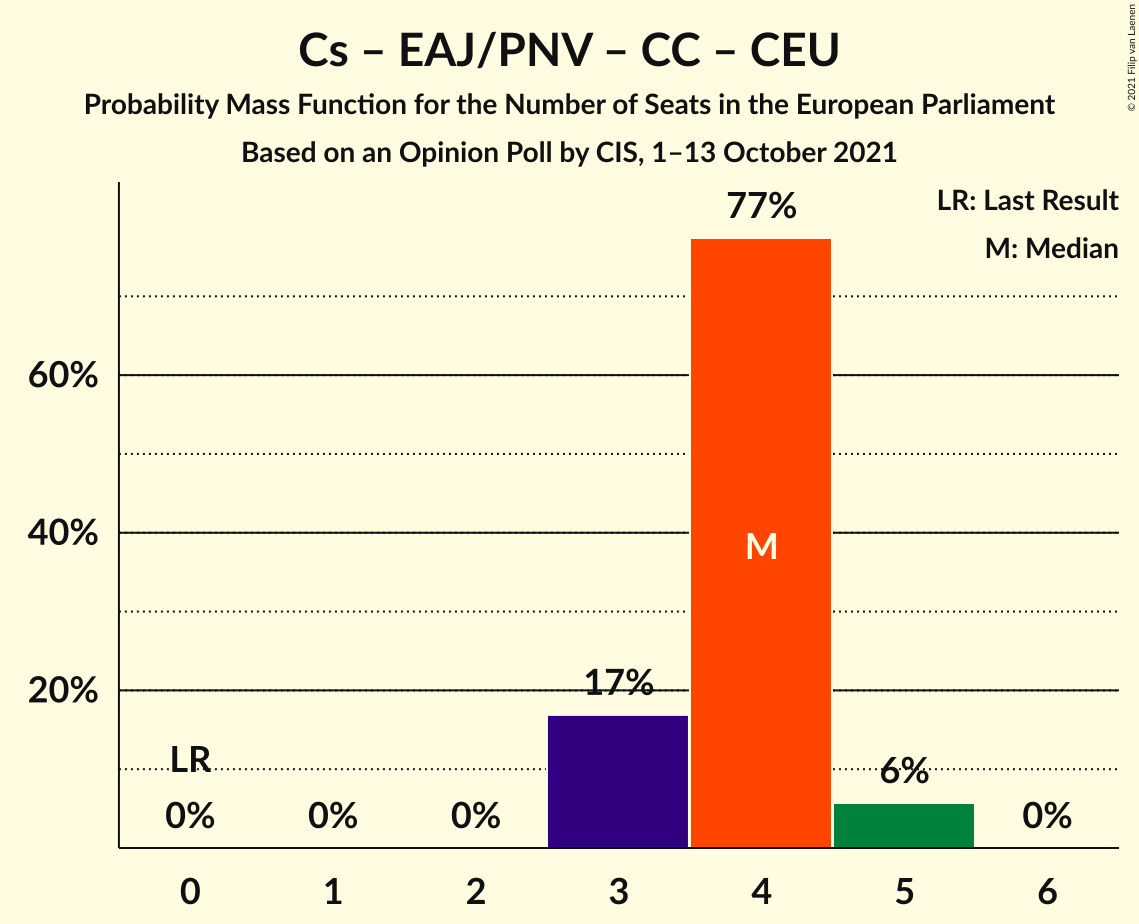 Cs – EAJ/PNV – CC – CEU
Probability Mass Function for the Number of Seats in the European Parliament
Based on an Opinion Poll by CIS, 1–13 October 2021
© 2021 Filip van Laenen
LR: Last Result
M: Median
77%
60%
40%
M
20%
17%
LR
6%
0%
0%
0%
0%
0
1
2
3
4
5
6